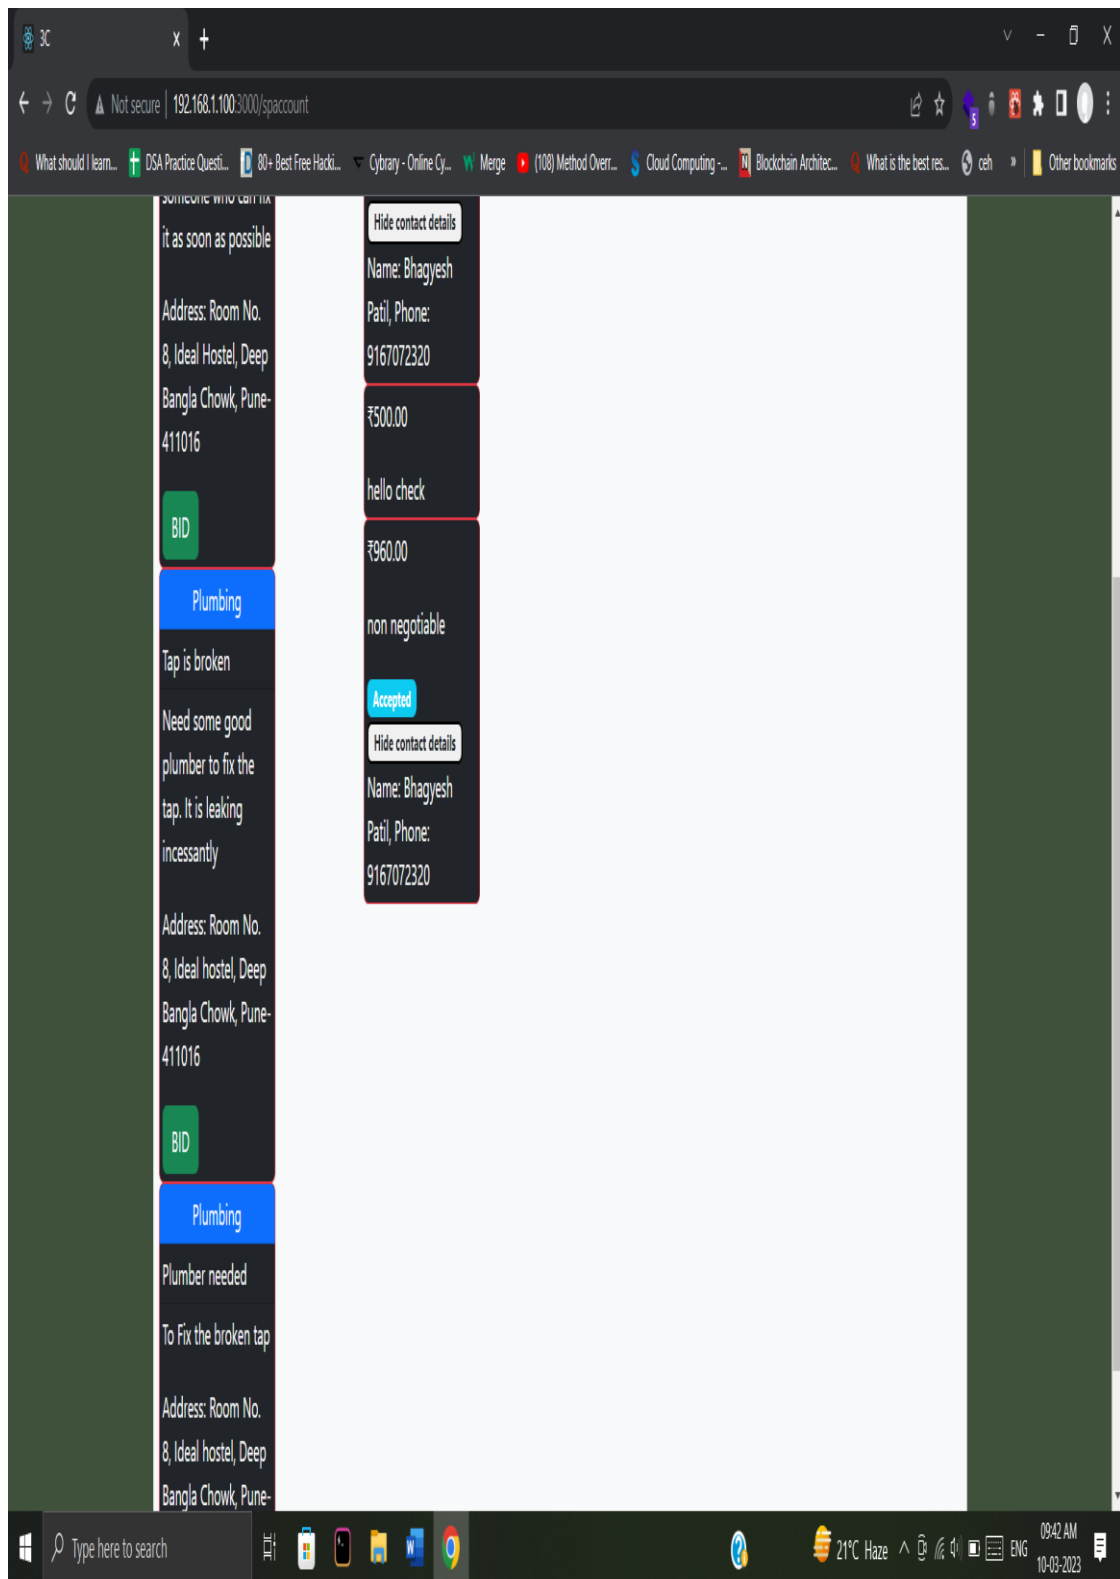 3C
Not secure | 192.168.1.100:3000/spaccount
5
What should I learn...
DSA Practice Questi...
80+ Best Free Hacki...
Cybrary - Online Cy...
Merge
(108) Method Overr...
Cloud Computing -...
Blockchain Architec...
What is the best res...
ceh
»
Other bookmarks
someone who can fix
it as soon as possible
Address: Room No.
8, Ideal Hostel, Deep
Bangla Chowk, Pune-
411016
BID
Plumbing
Tap is broken
Need some good
plumber to fix the
tap. It is leaking
incessantly
Address: Room No.
8, Ideal hostel, Deep
Bangla Chowk, Pune-
411016
BID
Plumbing
Plumber needed
To Fix the broken tap
Address: Room No.
8, Ideal hostel, Deep
Bangla Chowk, Pune-
Hide contact details
Name: Bhagyesh
Patil, Phone:
9167072320
₹500.00
hello check
₹960.00
non negotiable
Accepted
Hide contact details
Name: Bhagyesh
Patil, Phone:
9167072320
Type here to search
21°C Haze
ENG
09:42 AM
10-03-2023